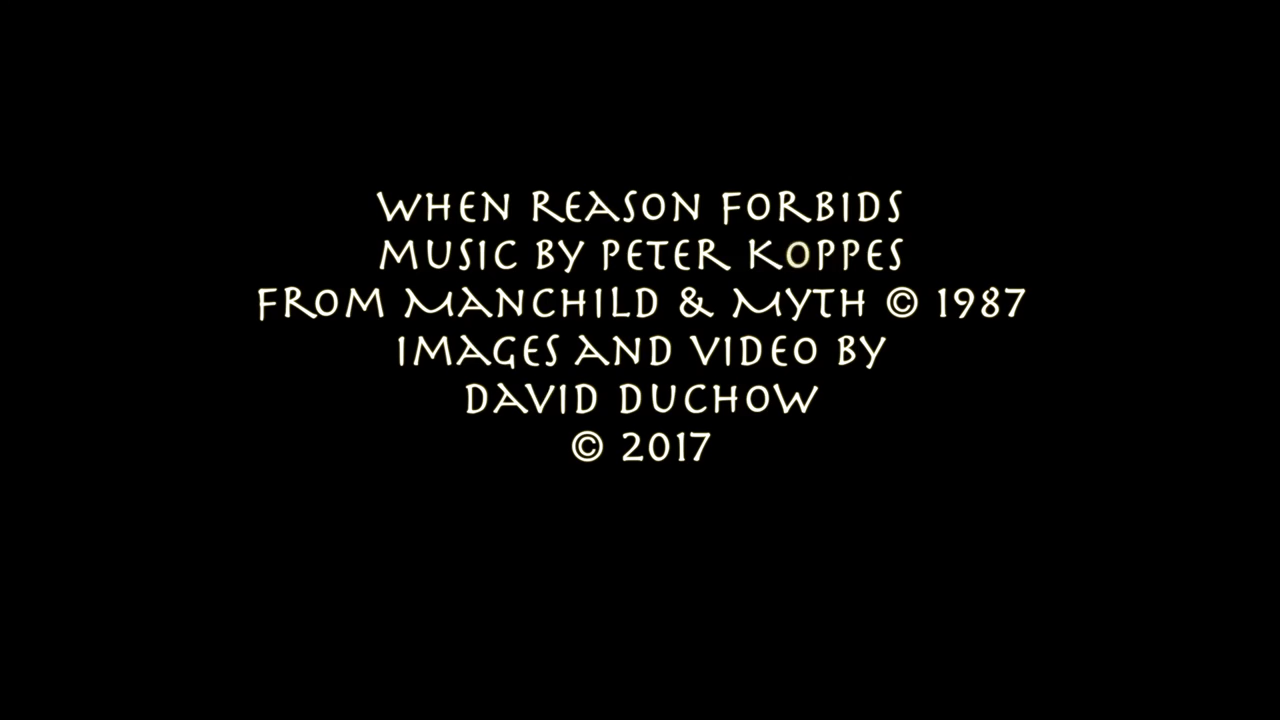 WHEN REASON FORBIDS
MUSIC BY PETER KOPPES
FROM MANCHILD & MYTH © 1987
IMAGES AND VIDEO BY
DAVID DUCHOW
© 2017